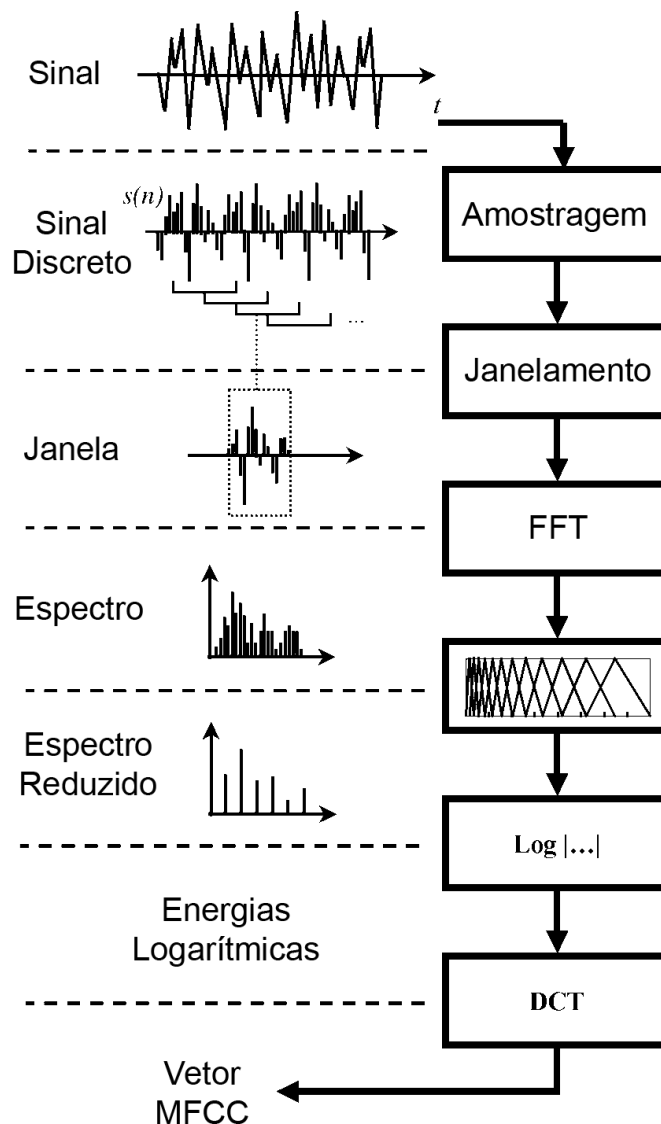 Sinal
t
Amostragem
s(n)
Sinal
Discreto
...
Janelamento
Janela
FFT
Espectro
Espectro
Reduzido
Log |...|
Energias
Logarítmicas
DCT
Vetor
MFCC